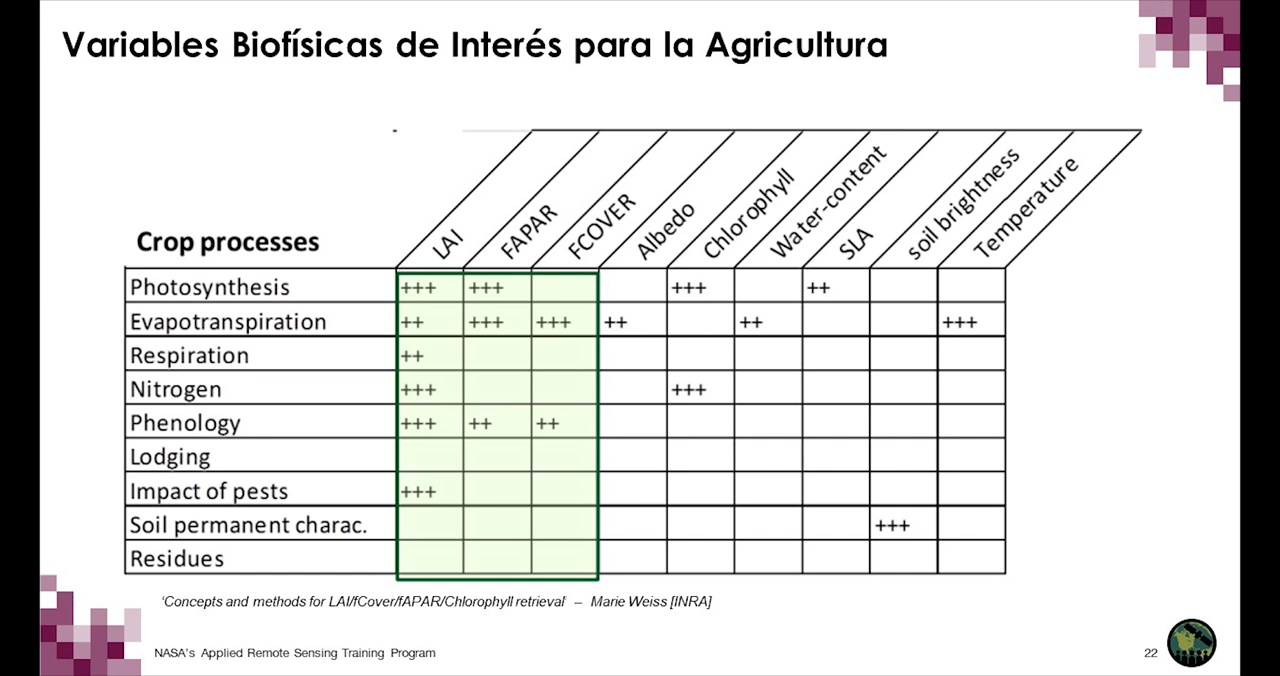 Variables Biofísicas de Interés para la Agricultura
Crop processes LAI FAPAR FCOVER Albedo Chlorophyll Water-content SLA soil brightness Temperature
Photosynthesis +++ +++ +++ ++
Evapotranspiration ++ +++ +++ ++ ++ +++
Respiration ++
Nitrogen +++ +++
Phenology +++ ++ ++
Lodging
Impact of pests +++
Soil permanent charac. +++
Residues
‘Concepts and methods for LAI/fCover/fAPAR/Chlorophyll retrieval’ – Marie Weiss [INRA]
NASA's Applied Remote Sensing Training Program 22